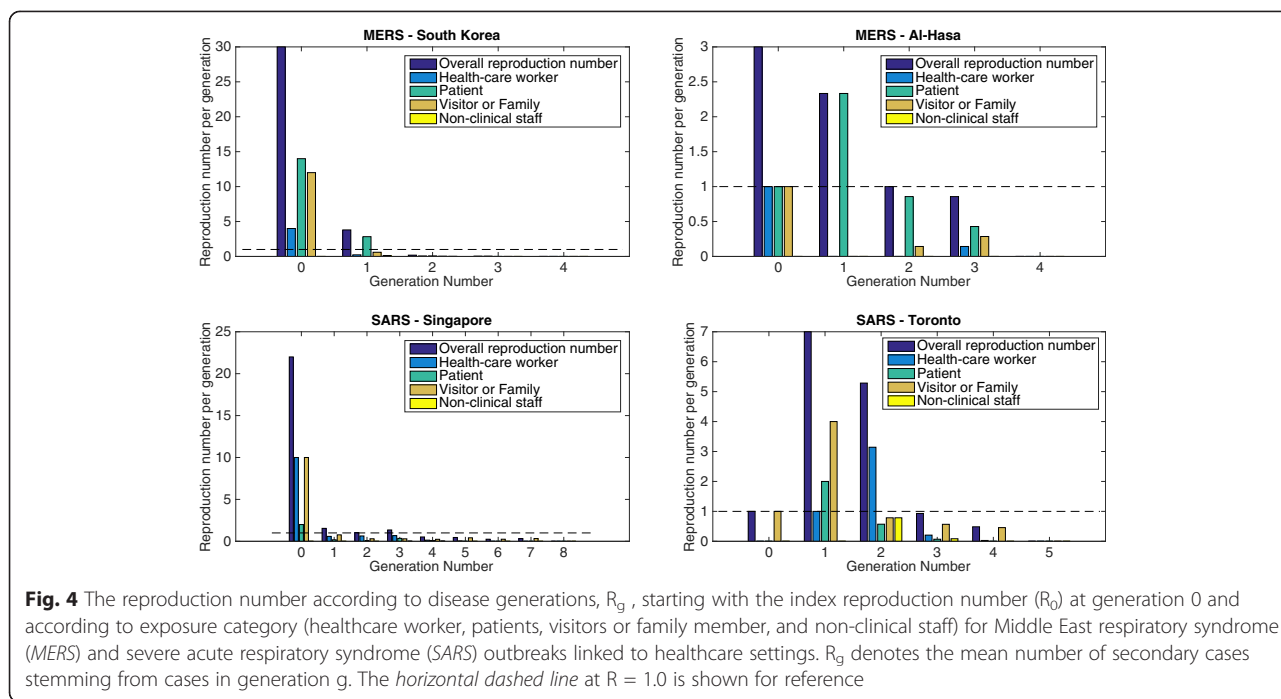 MERS - South Korea
Reproduction number per generation
30
20
10
5
0
Overall reproduction number
Health-care worker
Patient
Visitor or Family
Non-clinical staff
0 1 2 3 4
Generation Number
MERS - Al-Hasa
Reproduction number per generation
3
2.5
2
1.5
1
0.5
0
Overall reproduction number
Health-care worker
Patient
Visitor or Family
Non-clinical staff
0 1 2 3 4
Generation Number
SARS - Singapore
Reproduction number per generation
25
20
15
10
5
0
Overall reproduction number
Health-care worker
Patient
Visitor or Family
Non-clinical staff
0 1 2 3 4 5 6 7 8
Generation Number
SARS - Toronto
Reproduction number per generation
7
6
5
4
3
2
1
0
Overall reproduction number
Health-care worker
Patient
Visitor or Family
Non-clinical staff
0 1 2 3 4 5
Generation Number
Fig. 4 The reproduction number according to disease generations, Rg , starting with the index reproduction number (R0) at generation 0 and
according to exposure category (healthcare worker, patients, visitors or family member, and non-clinical staff) for Middle East respiratory syndrome
(MERS) and severe acute respiratory syndrome (SARS) outbreaks linked to healthcare settings. Rg denotes the mean number of secondary cases
stemming from cases in generation g. The horizontal dashed line at R = 1.0 is shown for reference